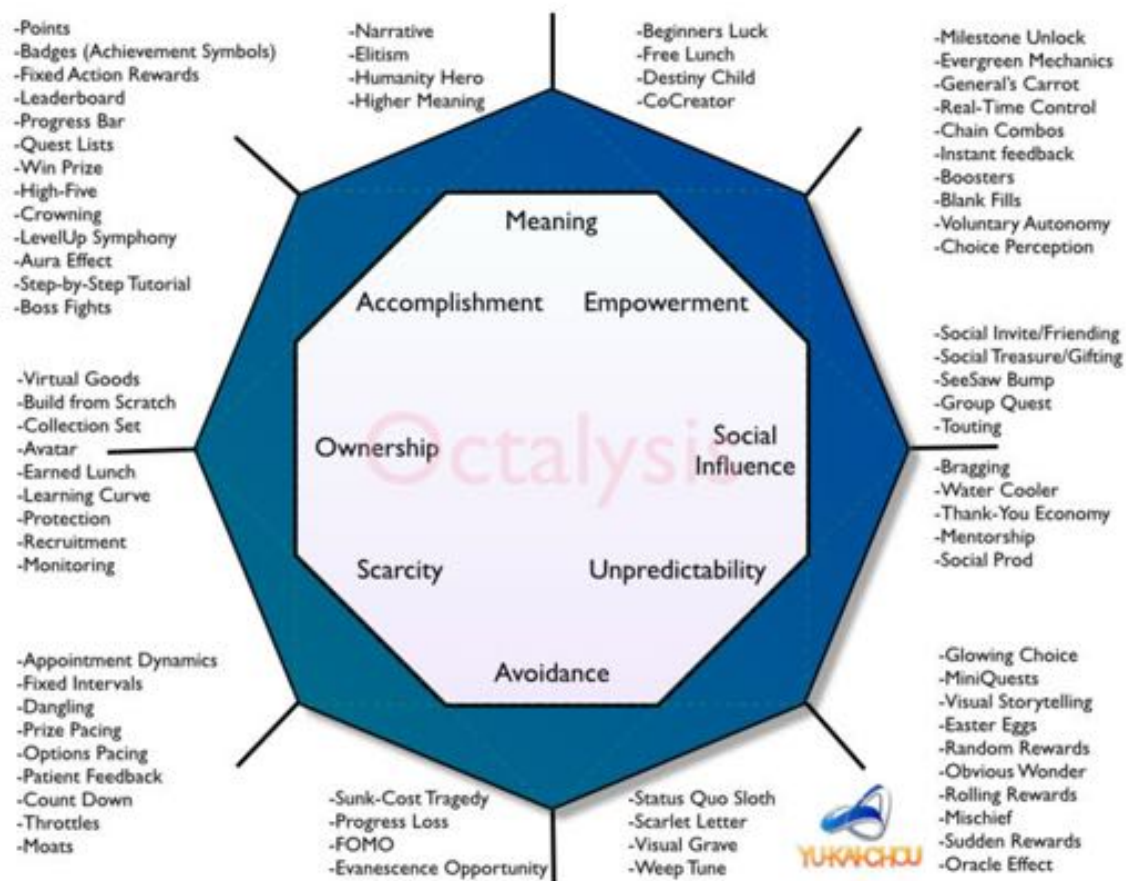 -Points
-Badges (Achievement Symbols)
-Fixed Action Rewards
-Leaderboard
-Progress Bar
-Quest Lists
-Win Prize
-High-Five
-Crowning
-LevelUp Symphony
-Aura Effect
-Step-by-Step Tutorial
-Boss Fights
-Narrative
-Elitism
-Humanity Hero
-Higher Meaning
-Beginners Luck
-Free Lunch
-Destiny Child
-CoCreator
-Milestone Unlock
-Evergreen Mechanics
-General's Carrot
-Real-Time Control
-Chain Combos
-Instant feedback
-Boosters
-Blank Fills
-Voluntary Autonomy
-Choice Perception
Meaning
Accomplishment
Empowerment
Ownership
Octalysis
Social
Influence
Scarcity
Unpredictability
Avoidance
-Virtual Goods
-Build from Scratch
-Collection Set
-Avatar
-Earned Lunch
-Learning Curve
-Protection
-Recruitment
-Monitoring
-Social Invite/Friending
-Social Treasure/Gifting
-SeeSaw Bump
-Group Quest
-Touting
-Bragging
-Water Cooler
-Thank-You Economy
-Mentorship
-Social Prod
-Appointment Dynamics
-Fixed Intervals
-Dangling
-Prize Pacing
-Options Pacing
-Patient Feedback
-Count Down
-Throttles
-Moats
-Sunk-Cost Tragedy
-Progress Loss
-FOMO
-Evanescence Opportunity
-Status Quo Sloth
-Scarlet Letter
-Visual Grave
-Weep Tune
YU-KAI-CHOU
-Glowing Choice
-MiniQuests
-Visual Storytelling
-Easter Eggs
-Random Rewards
-Obvious Wonder
-Rolling Rewards
-Mischief
-Sudden Rewards
-Oracle Effect